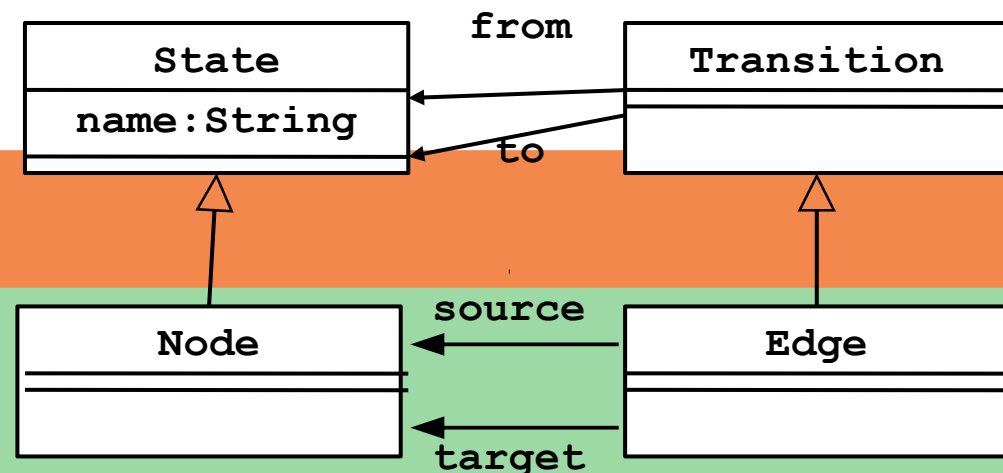 from
State
Transition
name:String
to
source
Node
Edge
target